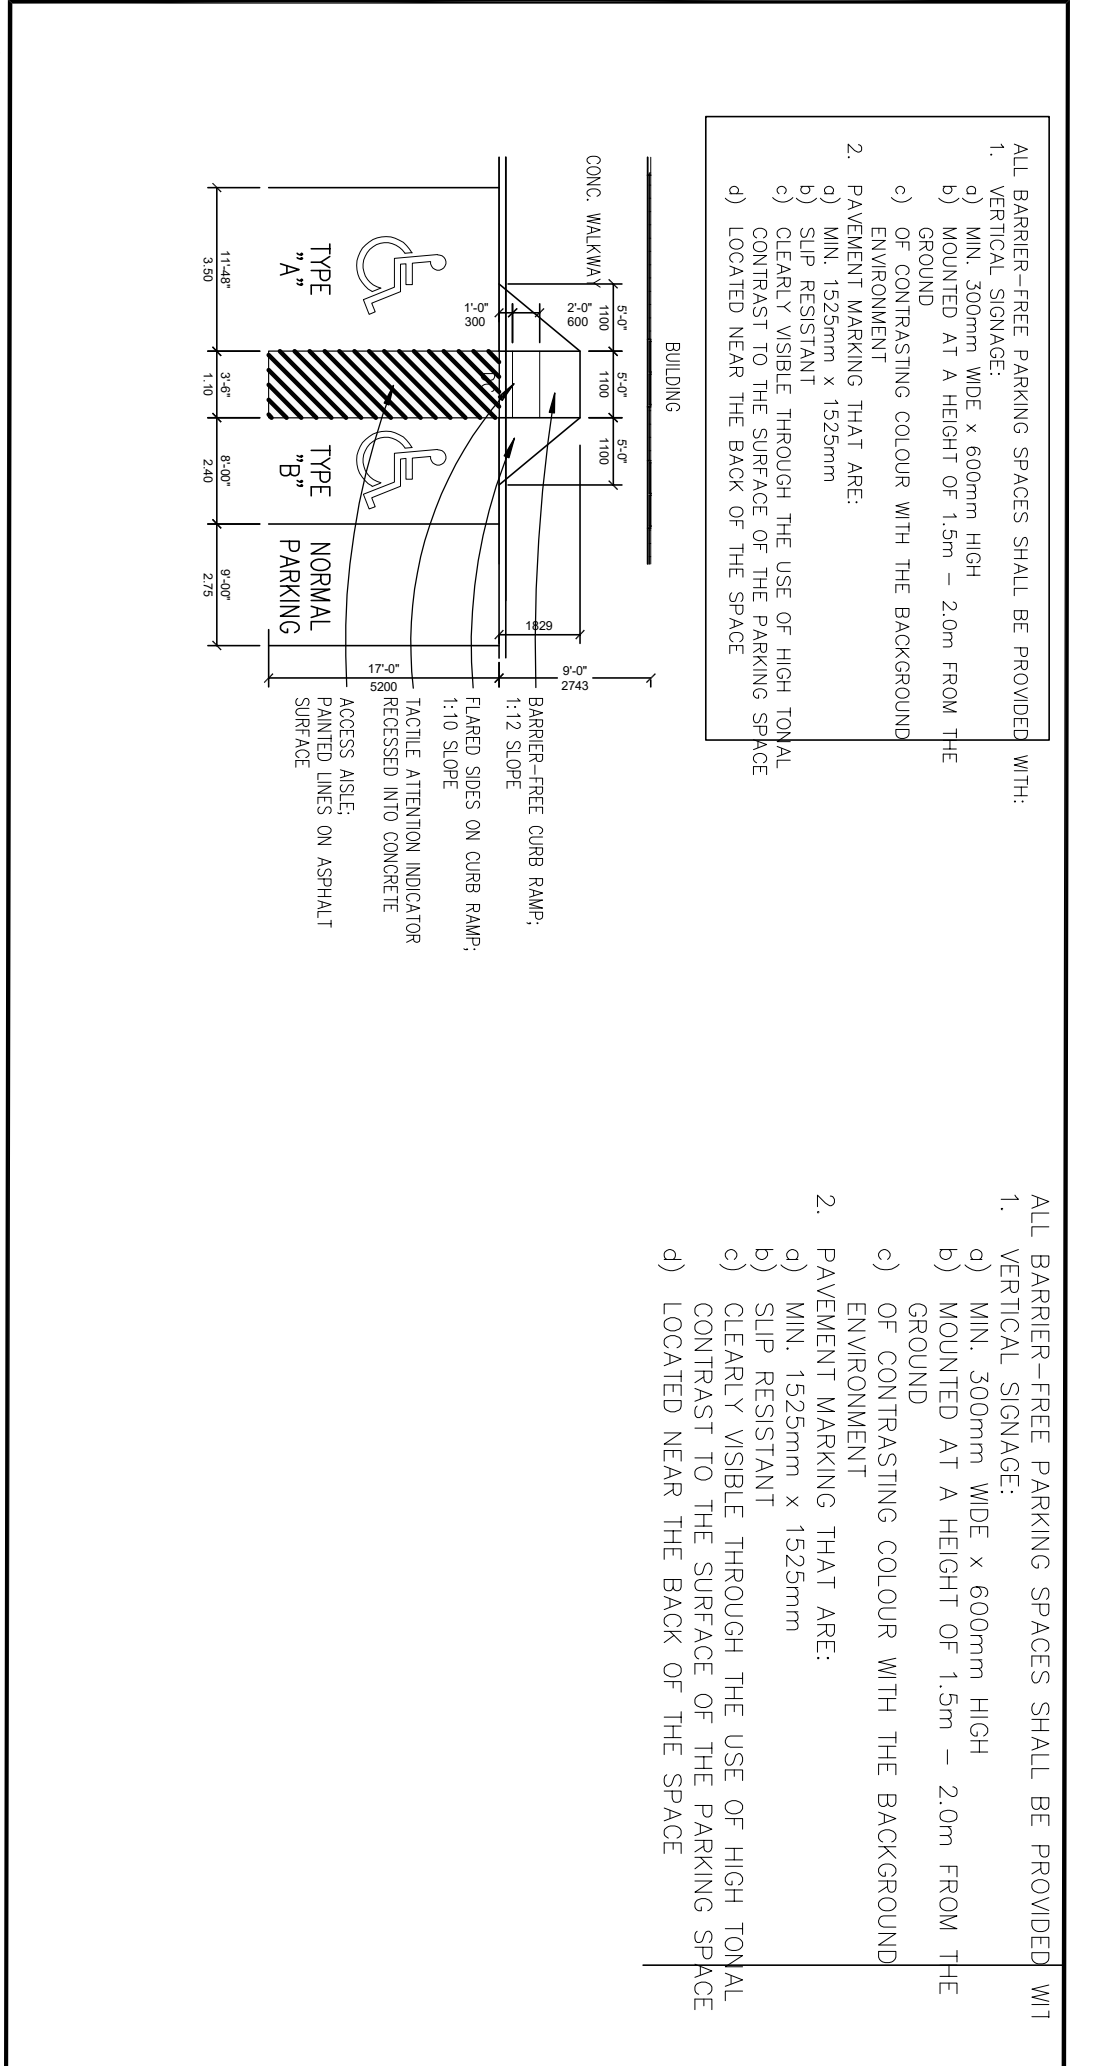 ALL BARRIER-FREE PARKING SPACES SHALL BE PROVIDED WITH:
1. VERTICAL SIGNAGE:
a) MIN. 300mm WIDE x 600mm HIGH
b) MOUNTED AT A HEIGHT OF 1.5m - 2.0m FROM THE
GROUND
c) OF CONTRASTING COLOUR WITH THE BACKGROUND
ENVIRONMENT
2. PAVEMENT MARKING THAT ARE:
a) MIN. 1525mm x 1525mm
b) SLIP RESISTANT
c) CLEARLY VISIBLE THROUGH THE USE OF HIGH TONAL
CONTRAST TO THE SURFACE OF THE PARKING SPACE
d) LOCATED NEAR THE BACK OF THE SPACE
BUILDING
CONC. WALKWAY
5'-0"
1100
5'-0"
1100
5'-0"
1100
2'-0"
600
1'-0"
300
1829
9'-0"
2743
17'-0"
5200
TYPE
"A"
TYPE
"B"
NORMAL
PARKING
11'-48"
3.50
3'-6"
1.10
8'-00"
2.40
9'-00"
2.75
BARRIER-FREE CURB RAMP;
1:12 SLOPE
FLARED SIDES ON CURB RAMP;
1:10 SLOPE
TACTILE ATTENTION INDICATOR
RECESSED INTO CONCRETE
ACCESS AISLE;
PAINTED LINES ON ASPHALT
SURFACE
ALL BARRIER-FREE PARKING SPACES SHALL BE PROVIDED WIT
1. VERTICAL SIGNAGE:
a) MIN. 300mm WIDE x 600mm HIGH
b) MOUNTED AT A HEIGHT OF 1.5m - 2.0m FROM THE
GROUND
c) OF CONTRASTING COLOUR WITH THE BACKGROUND
ENVIRONMENT
2. PAVEMENT MARKING THAT ARE:
a) MIN. 1525mm x 1525mm
b) SLIP RESISTANT
c) CLEARLY VISIBLE THROUGH THE USE OF HIGH TONAL
CONTRAST TO THE SURFACE OF THE PARKING SPACE
d) LOCATED NEAR THE BACK OF THE SPACE